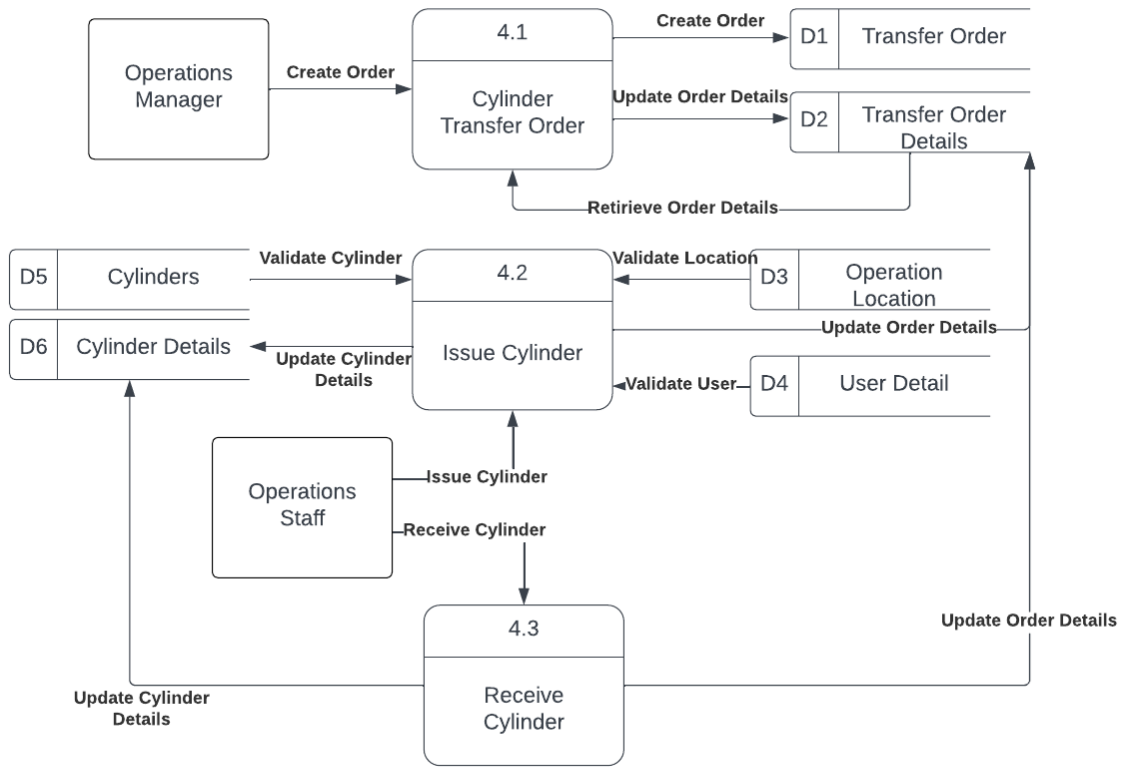 Operations
Manager
Create Order
4.1
Cylinder
Transfer Order
Create Order
D1
Transfer Order
Update Order Details
D2
Transfer Order
Details
Retirieve Order Details
D5
Cylinders
Validate Cylinder
4.2
Issue Cylinder
Validate Location
D3
Operation
Location
D6
Cylinder Details
Update Cylinder
Details
Update Order Details
Validate User
D4
User Detail
Operations
Staff
Issue Cylinder
Receive Cylinder
4.3
Receive
Cylinder
Update Order Details
Update Cylinder
Details